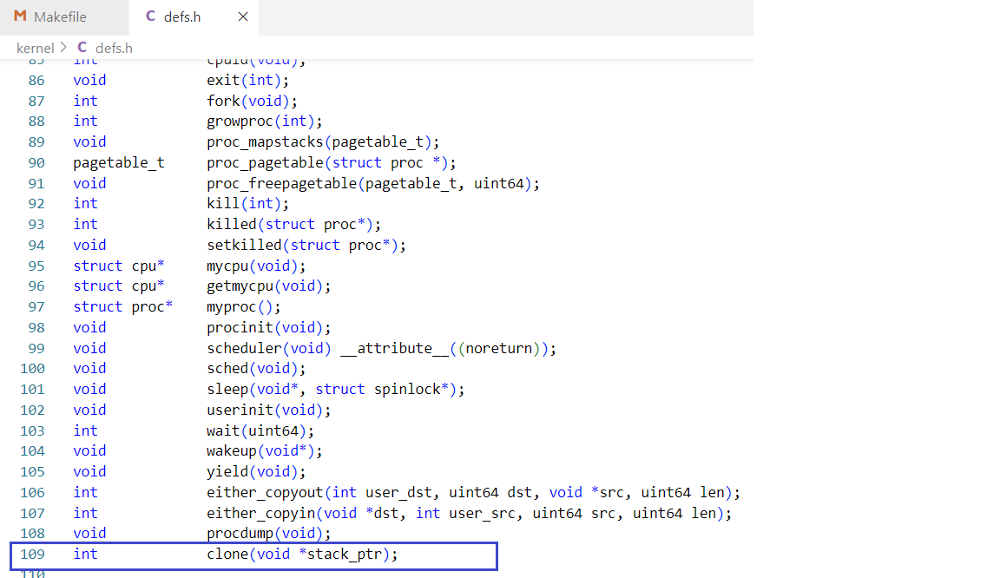 M Makefile C defs.h ×
kernel > C defs.h
85 int cpuid(void);
86 void exit(int);
87 int fork(void);
88 int growproc(int);
89 void proc_mapstacks(pagetable_t);
90 pagetable_t proc_pagetable(struct proc *);
91 void proc_freepagetable(pagetable_t, uint64);
92 int kill(int);
93 int killed(struct proc*);
94 void setkilled(struct proc*);
95 struct cpu* mycpu(void);
96 struct cpu* getmycpu(void);
97 struct proc* myproc();
98 void procinit(void);
99 void scheduler(void) __attribute__((noreturn));
100 void sched(void);
101 void sleep(void*, struct spinlock*);
102 void userinit(void);
103 int wait(uint64);
104 void wakeup(void*);
105 void yield(void);
106 int either_copyout(int user_dst, uint64 dst, void *src, uint64 len);
107 int either_copyin(void *dst, int user_src, uint64 src, uint64 len);
108 void procdump(void);
109 int clone(void *stack_ptr);
110